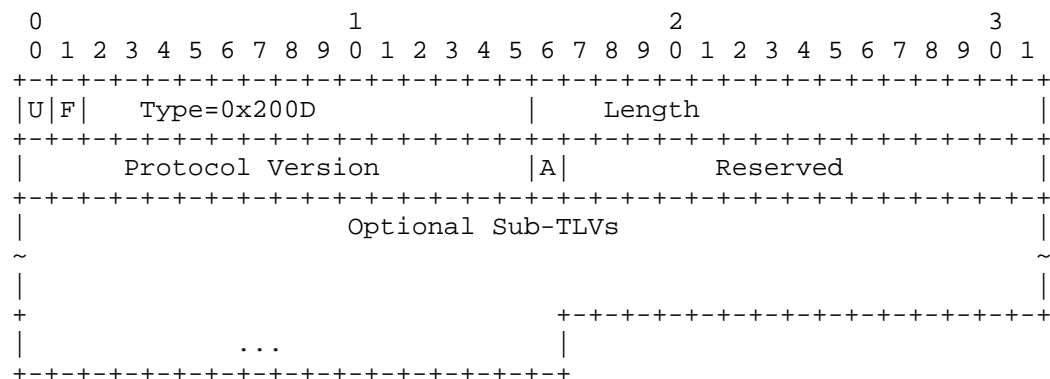 0                   1                   2                   3
 0 1 2 3 4 5 6 7 8 9 0 1 2 3 4 5 6 7 8 9 0 1 2 3 4 5 6 7 8 9 0 1
+-+-+-+-+-+-+-+-+-+-+-+-+-+-+-+-+-+-+-+-+-+-+-+-+-+-+-+-+-+-+-+-+
|U|F|   Type=0x200D             |    Length                     |
+-+-+-+-+-+-+-+-+-+-+-+-+-+-+-+-+-+-+-+-+-+-+-+-+-+-+-+-+-+-+-+-+
|      Protocol Version         |A|         Reserved            |
+-+-+-+-+-+-+-+-+-+-+-+-+-+-+-+-+-+-+-+-+-+-+-+-+-+-+-+-+-+-+-+-+
|                    Optional Sub-TLVs                          |
~                                                               ~
|                                                               |
+                                 +-+-+-+-+-+-+-+-+-+-+-+-+-+-+-+
|             ...                 |
+-+-+-+-+-+-+-+-+-+-+-+-+-+-+-+-+-+